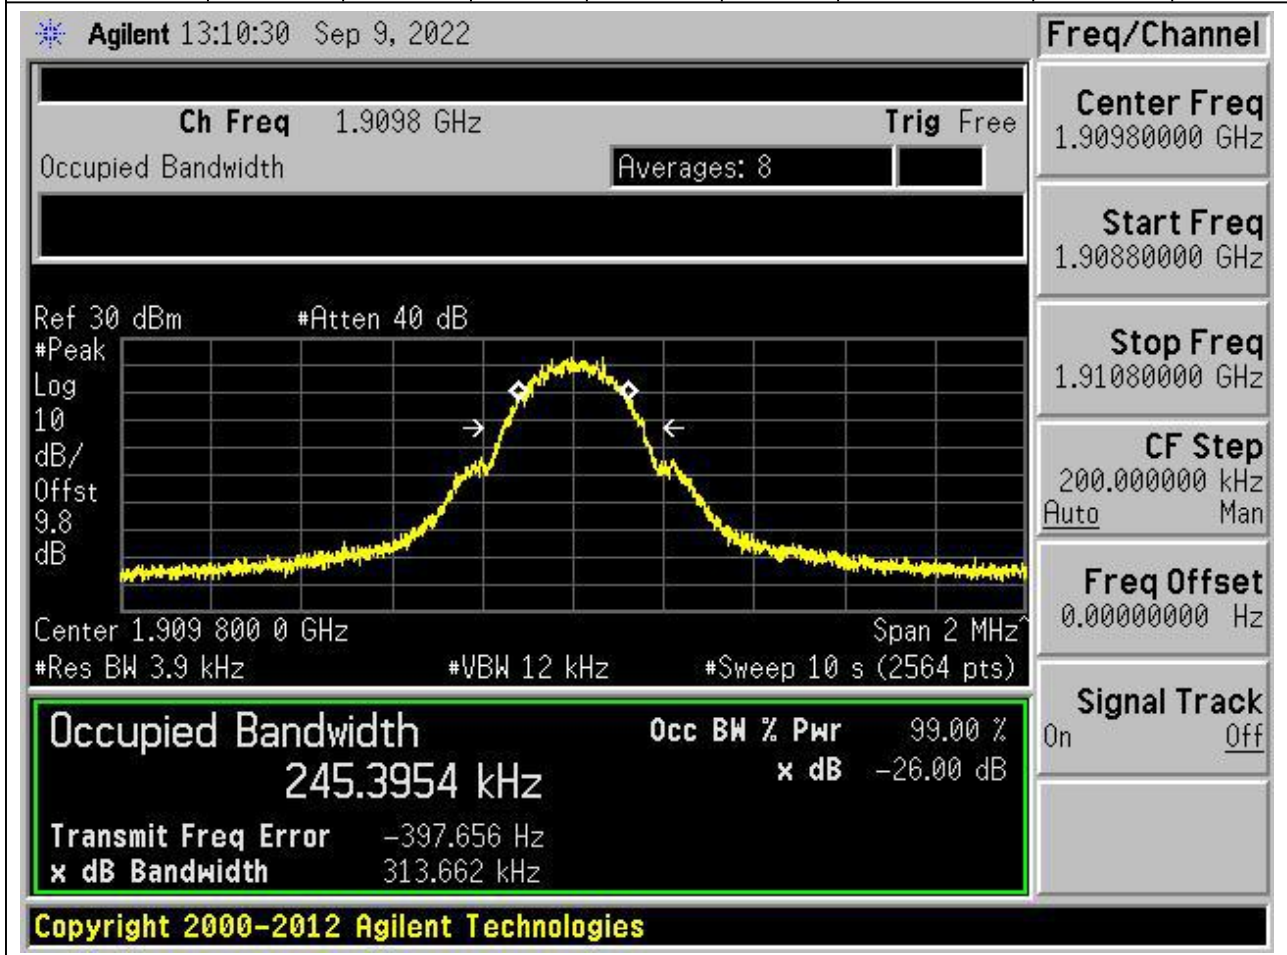 Agilent 13:10:30 Sep 9, 2022
Ch Freq 1.9098 GHz Trig Free
Occupied Bandwidth Averages: 8
Ref 30 dBm #Atten 40 dB
#Peak
Log
10
dB/
Offst
9.8
dB
Center 1.909 800 0 GHz Span 2 MHz^
#Res BW 3.9 kHz #VBW 12 kHz #Sweep 10 s (2564 pts)
Occupied Bandwidth Occ BW % Pwr 99.00 %
245.3954 kHz x dB -26.00 dB
Transmit Freq Error -397.656 Hz
x dB Bandwidth 313.662 kHz
Copyright 2000-2012 Agilent Technologies
Freq/Channel
Center Freq
1.90980000 GHz
Start Freq
1.90880000 GHz
Stop Freq
1.91080000 GHz
CF Step
200.000000 kHz
Auto Man
Freq Offset
0.00000000 Hz
Signal Track
On Off